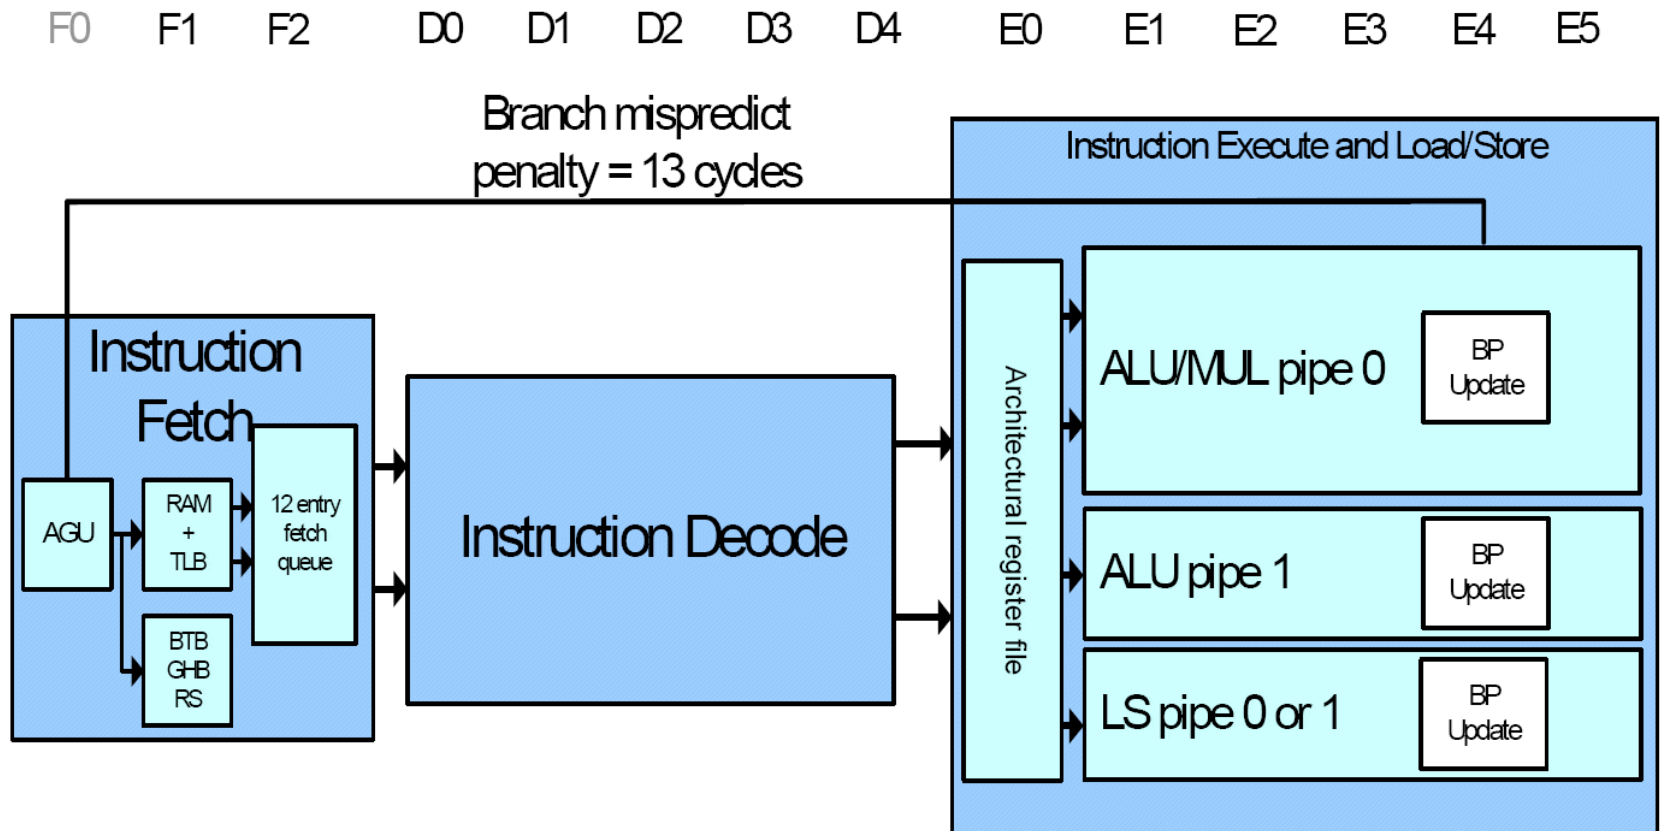 F0 F1 F2 D0 D1 D2 D3 D4 E0 E1 E2 E3 E4 E5
Branch mispredict
penalty = 13 cycles
Instruction Execute and Load/Store
Instruction
Fetch
AGU
RAM
+
TLB
12 entry
fetch
queue
BTB
GHB
RS
Instruction Decode
Architectural register file
ALU/MUL pipe 0
BP
Update
ALU pipe 1
BP
Update
LS pipe 0 or 1
BP
Update